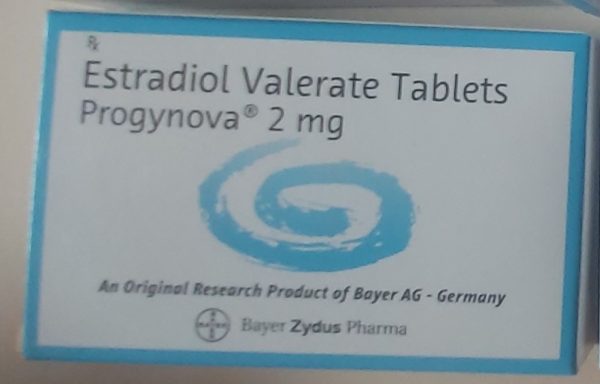 ℞
Estradiol Valerate Tablets
Progynova® 2 mg
An Original Research Product of Bayer AG - Germany
Bayer Zydus Pharma